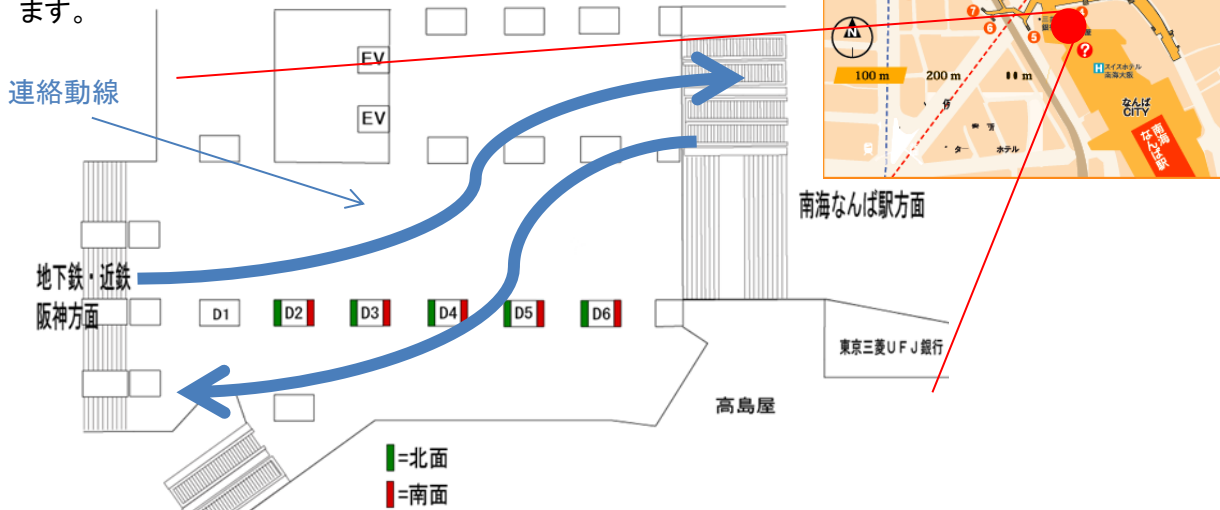 ます。
連絡動線
EV
EV
地下鉄・近鉄
阪神方面
D1
D2
D3
D4
D5
D6
南海なんば駅方面
東京三菱UFJ銀行
高島屋
=北面
=南面
7
6
5
N
?
100 m
200 m
m
H スイスホテル
南海大阪
なんば
CITY
南海
なんば駅
ホテル